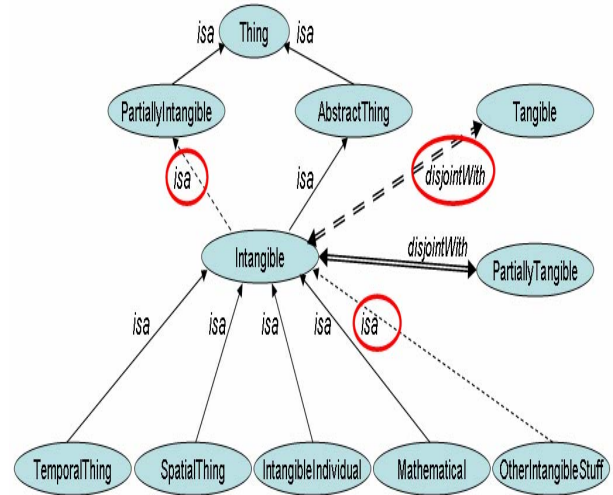 Thing
isa
isa
PartiallyIntangible
AbstractThing
Tangible
isa
isa
disjointWith
Intangible
disjointWith
PartiallyTangible
isa
isa
isa
isa
isa
TemporalThing
SpatialThing
IntangibleIndividual
Mathematical
OtherIntangibleStuff